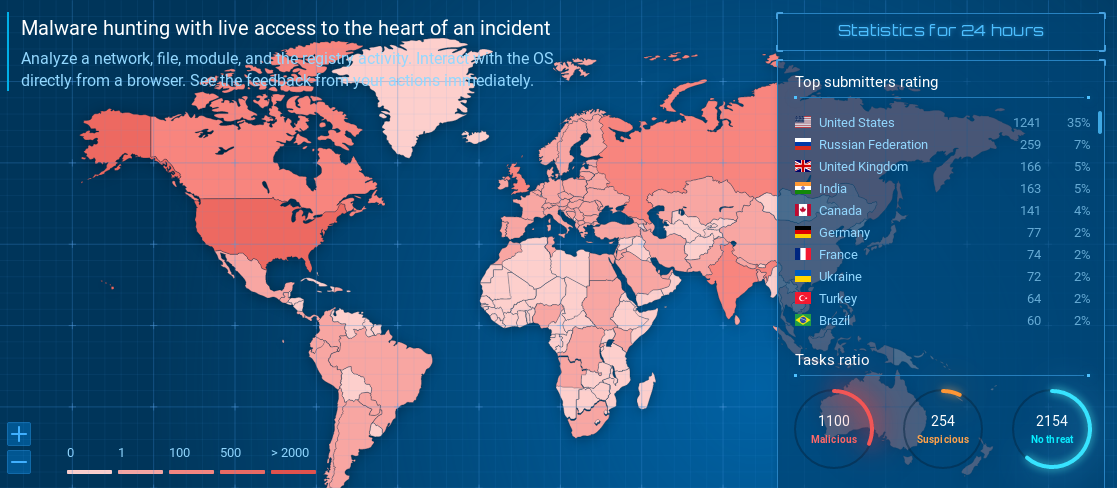 Malware hunting with live access to the heart of an incident
Analyze a network, file, module, and the registry activity. Interact with the OS
directly from a browser. See the feedback from your actions immediately.
Statistics for 24 hours
Top submitters rating
United States 1241 35%
Russian Federation 259 7%
United Kingdom 166 5%
India 163 5%
Canada 141 4%
Germany 77 2%
France 74 2%
Ukraine 72 2%
Turkey 64 2%
Brazil 60 2%
Tasks ratio
1100 254 2154
Malicious Suspicious No threat
0 1 100 500 > 2000